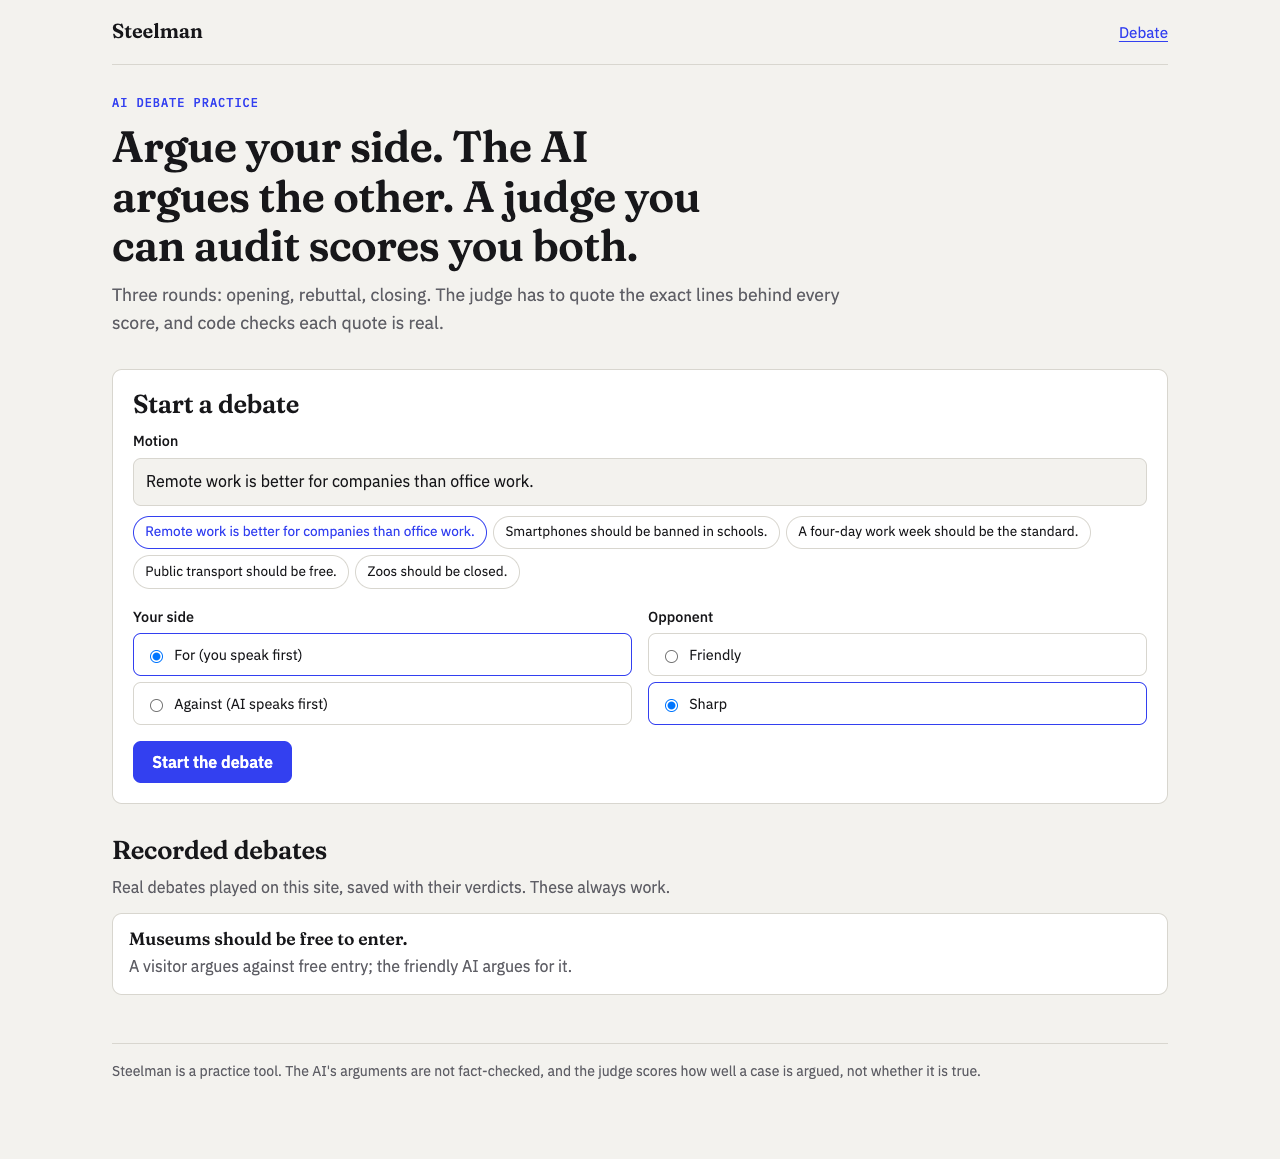 Steelman
Debate
AI DEBATE PRACTICE
Argue your side. The AI
argues the other. A judge you
can audit scores you both.
Three rounds: opening, rebuttal, closing. The judge has to quote the exact lines behind every
score, and code checks each quote is real.
Start a debate
Motion
Remote work is better for companies than office work.
Remote work is better for companies than office work.
Smartphones should be banned in schools.
A four-day work week should be the standard.
Public transport should be free.
Zoos should be closed.
Your side
For (you speak first)
Against (AI speaks first)
Opponent
Friendly
Sharp
Start the debate
Recorded debates
Real debates played on this site, saved with their verdicts. These always work.
Museums should be free to enter.
A visitor argues against free entry; the friendly AI argues for it.
Steelman is a practice tool. The AI's arguments are not fact-checked, and the judge scores how well a case is argued, not whether it is true.